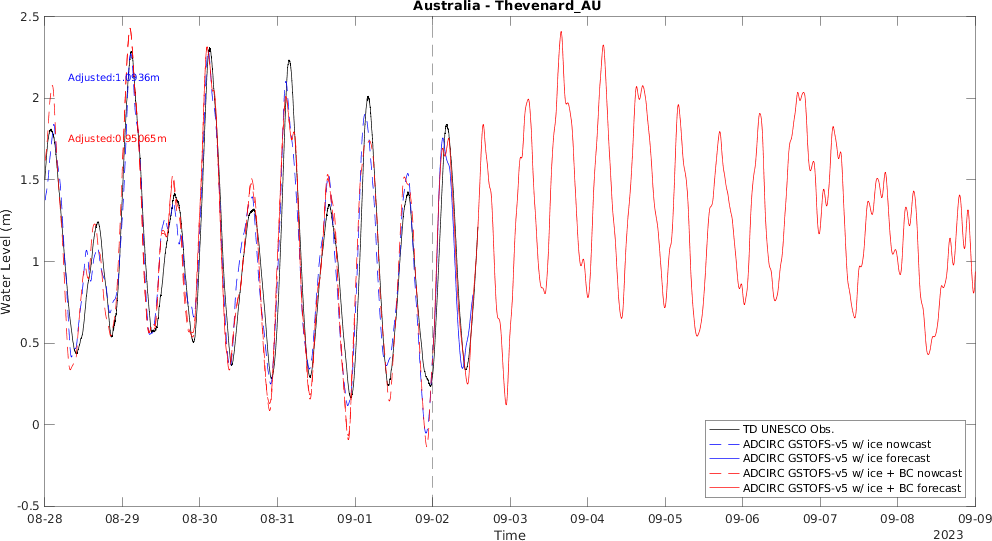 Australia - Thevenard_AU
2.5
2
1.5
1
0.5
0
-0.5
Water Level (m)
Adjusted:1.0936m
Adjusted:0.95065m
TD UNESCO Obs.
ADCIRC GSTOFS-v5 w/ ice nowcast
ADCIRC GSTOFS-v5 w/ ice forecast
ADCIRC GSTOFS-v5 w/ ice + BC nowcast
ADCIRC GSTOFS-v5 w/ ice + BC forecast
08-28 08-29 08-30 08-31 09-01 09-02 09-03 09-04 09-05 09-06 09-07 09-08 09-09
Time
2023